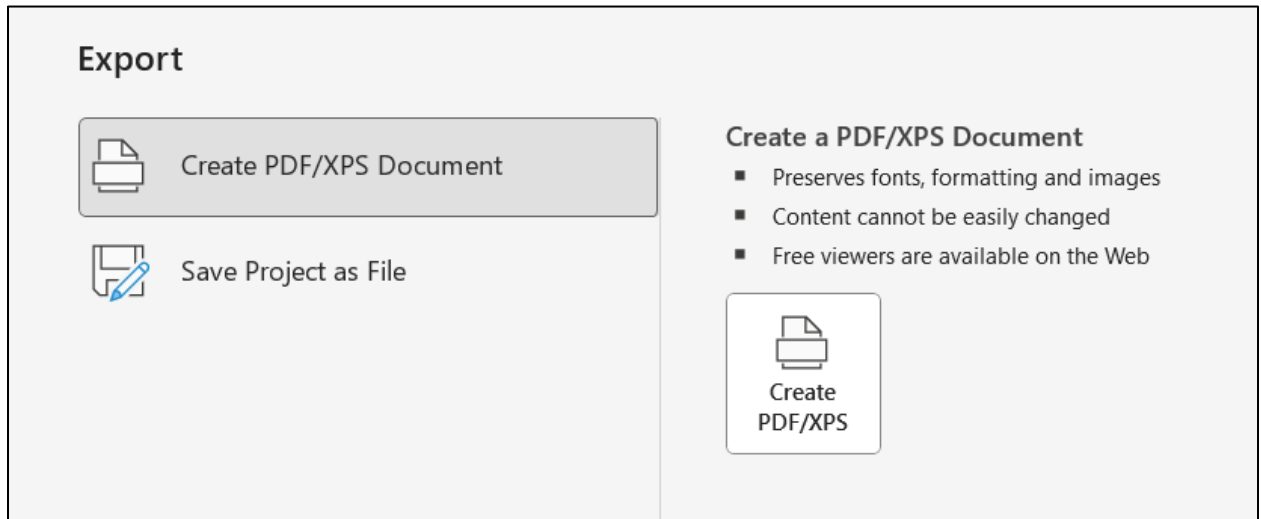 Export
Create PDF/XPS Document
Save Project as File
Create a PDF/XPS Document
Preserves fonts, formatting and images
Content cannot be easily changed
Free viewers are available on the Web
Create
PDF/XPS